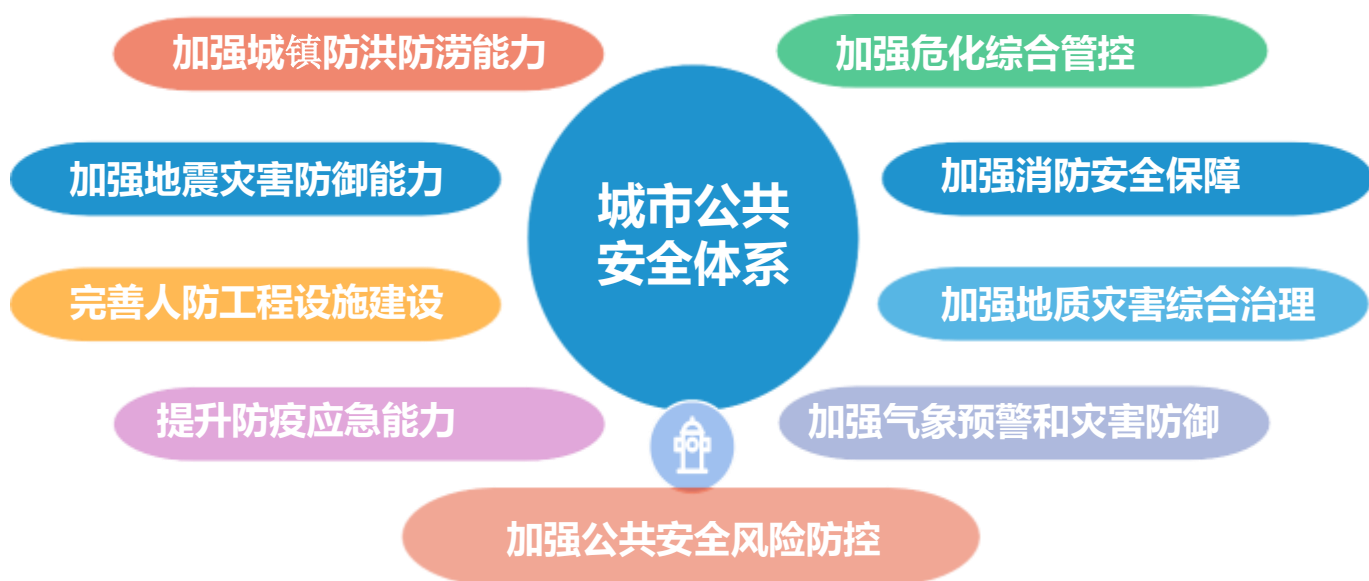 加强城镇防洪防涝能力
加强危化综合管控
加强地震灾害防御能力
加强消防安全保障
城市公共
安全体系
完善人防工程设施建设
加强地质灾害综合治理
提升防疫应急能力
加强气象预警和灾害防御
加强公共安全风险防控